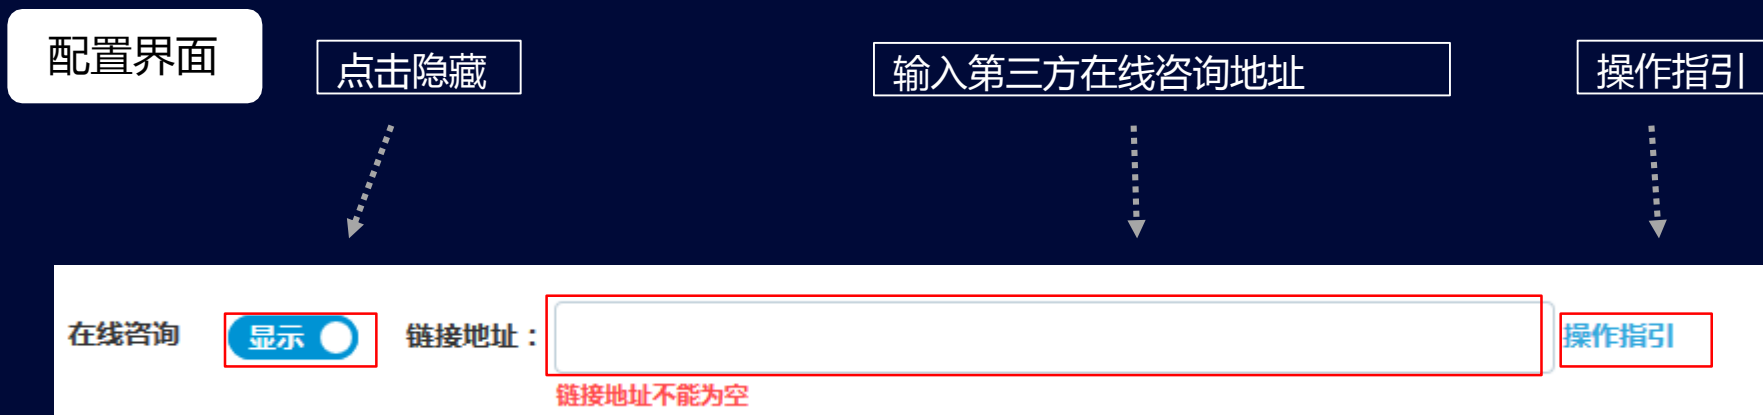 配置界面
点击隐藏
输入第三方在线咨询地址
操作指引
在线咨询
显示
链接地址：
操作指引
链接地址不能为空